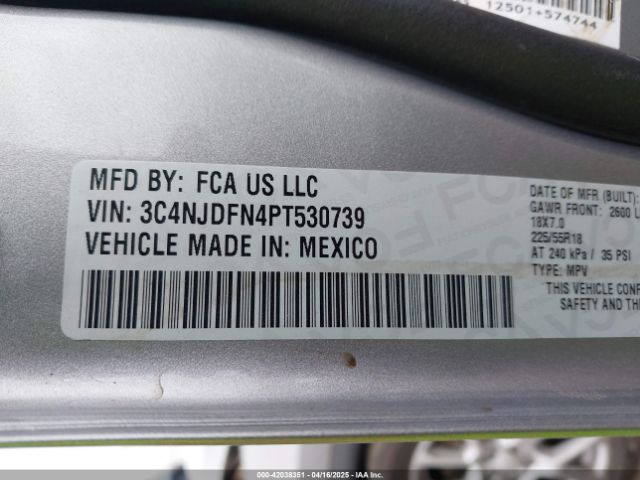 12501+574744
MFD BY: FCA US LLC
VIN: 3C4NJDFN4PT530739
VEHICLE MADE IN: MEXICO
DATE OF MFR (BUILT):
GAWR FRONT: 2600 L
18X7.0
225/55R18
AT 240 kPa / 35 PSI
TYPE: MPV
THIS VEHICLE CONF
SAFETY AND THE
000-42038351 - 04/16/2025 - IAA Inc.